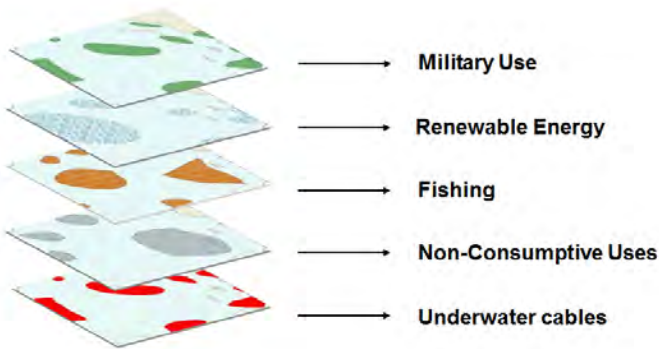 Military Use
Renewable Energy
Fishing
Non-Consumptive Uses
Underwater cables